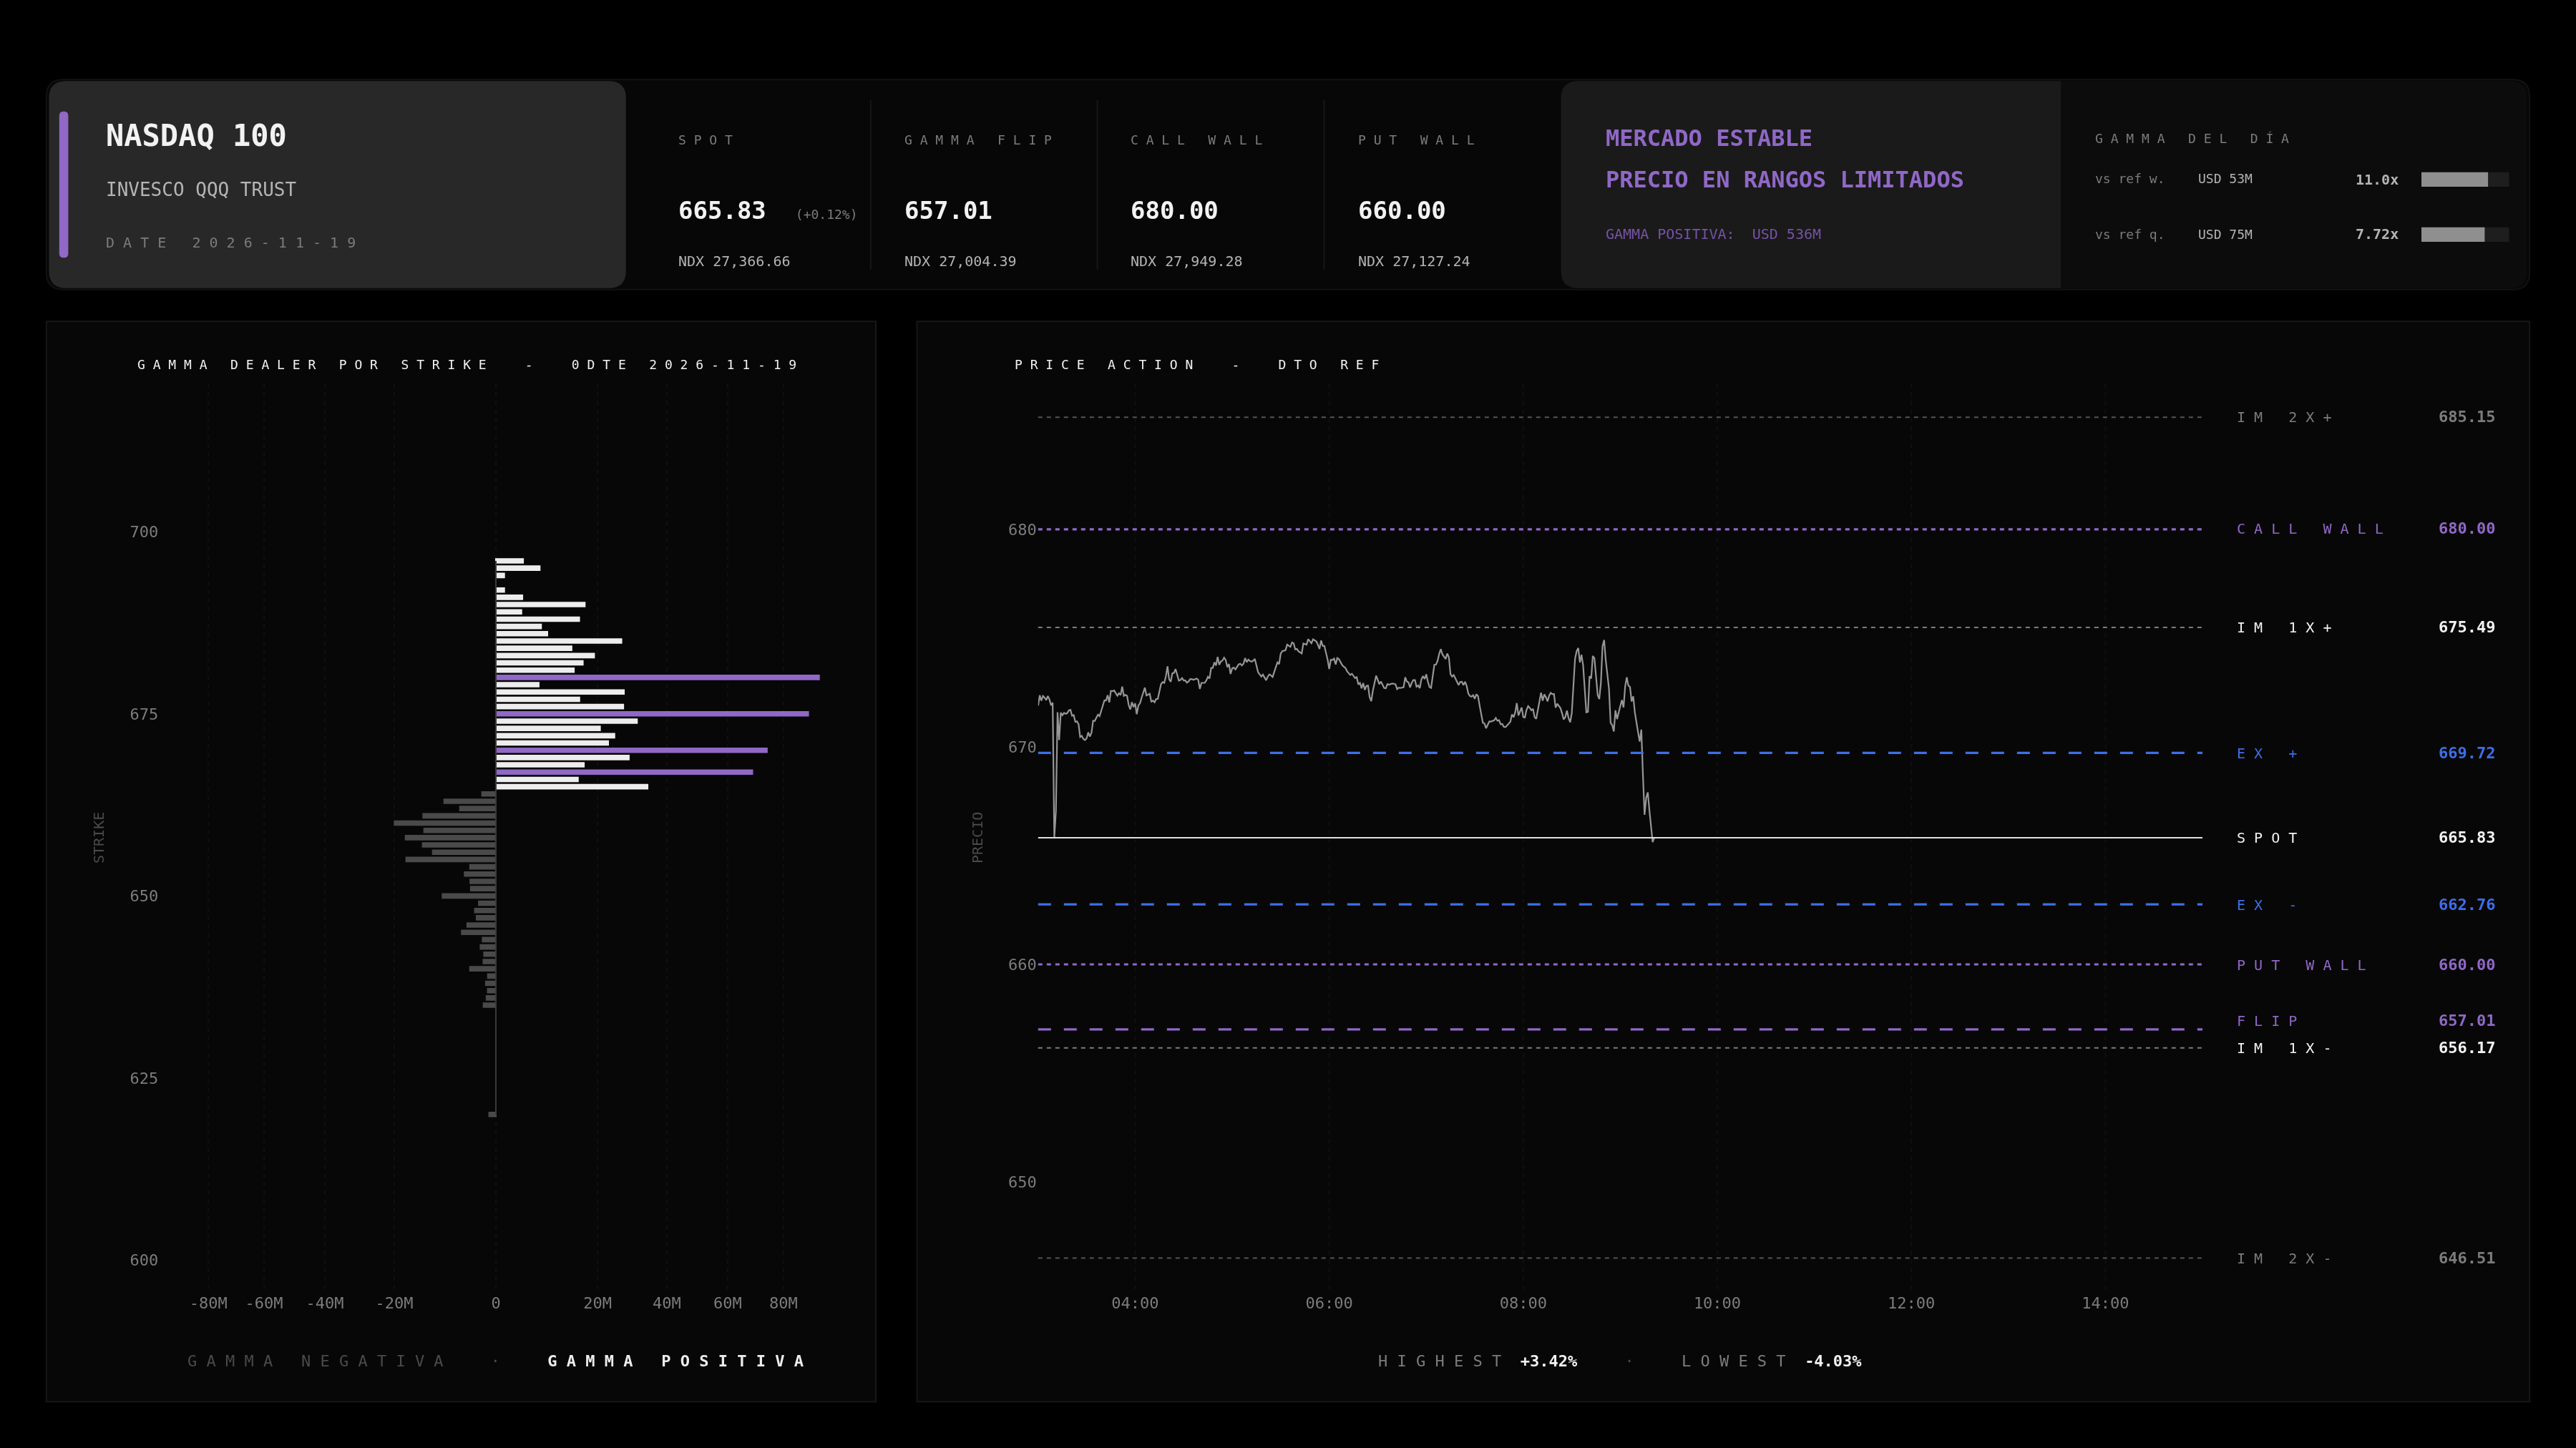 NASDAQ 100
INVESCO QQQ TRUST
DATE 2026-11-19
SPOT
665.83 (+0.12%)
NDX 27,366.66
GAMMA FLIP
657.01
NDX 27,004.39
CALL WALL
680.00
NDX 27,949.28
PUT WALL
660.00
NDX 27,127.24
MERCADO ESTABLE
PRECIO EN RANGOS LIMITADOS
GAMMA POSITIVA: USD 536M
GAMMA DEL DÍA
vs ref w. USD 53M 11.0x
vs ref q. USD 75M 7.72x
GAMMA DEALER POR STRIKE - 0DTE 2026-11-19
700
675
650
625
600
STRIKE
-80M -60M -40M -20M 0 20M 40M 60M 80M
GAMMA NEGATIVA · GAMMA POSITIVA
PRICE ACTION - DTO REF
680
670
660
650
PRECIO
IM 2X+ 685.15
CALL WALL 680.00
IM 1X+ 675.49
EX + 669.72
SPOT 665.83
EX - 662.76
PUT WALL 660.00
FLIP 657.01
IM 1X- 656.17
IM 2X- 646.51
04:00 06:00 08:00 10:00 12:00 14:00
HIGHEST +3.42% · LOWEST -4.03%